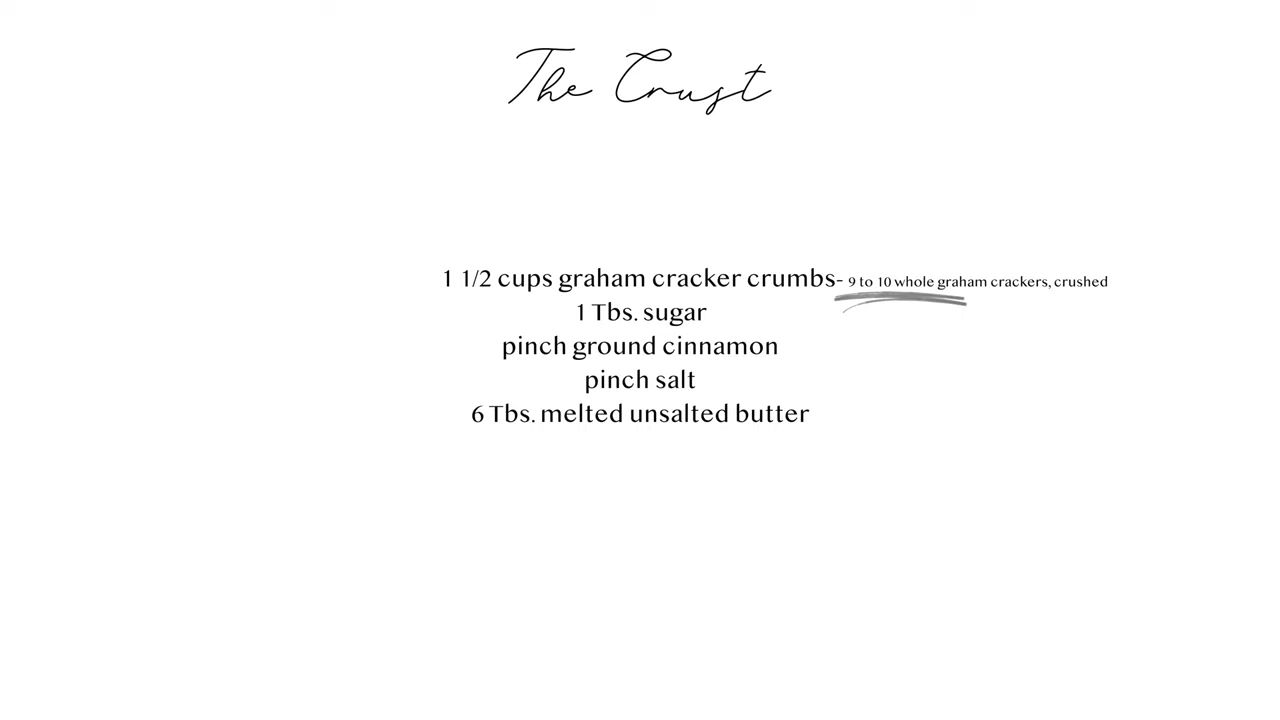 The Crust
1 1/2 cups graham cracker crumbs- 9 to 10 whole graham crackers, crushed
1 Tbs. sugar
pinch ground cinnamon
pinch salt
6 Tbs. melted unsalted butter